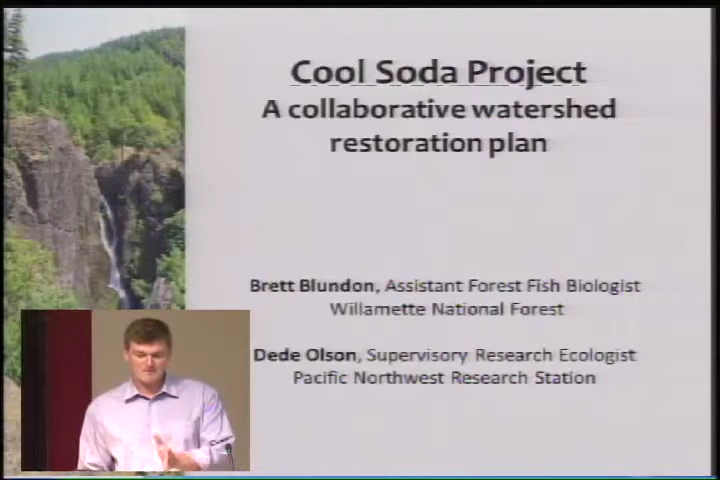 Cool Soda Project
A collaborative watershed
restoration plan
Brett Blundon, Assistant Forest Fish Biologist
Willamette National Forest
Dede Olson, Supervisory Research Ecologist
Pacific Northwest Research Station